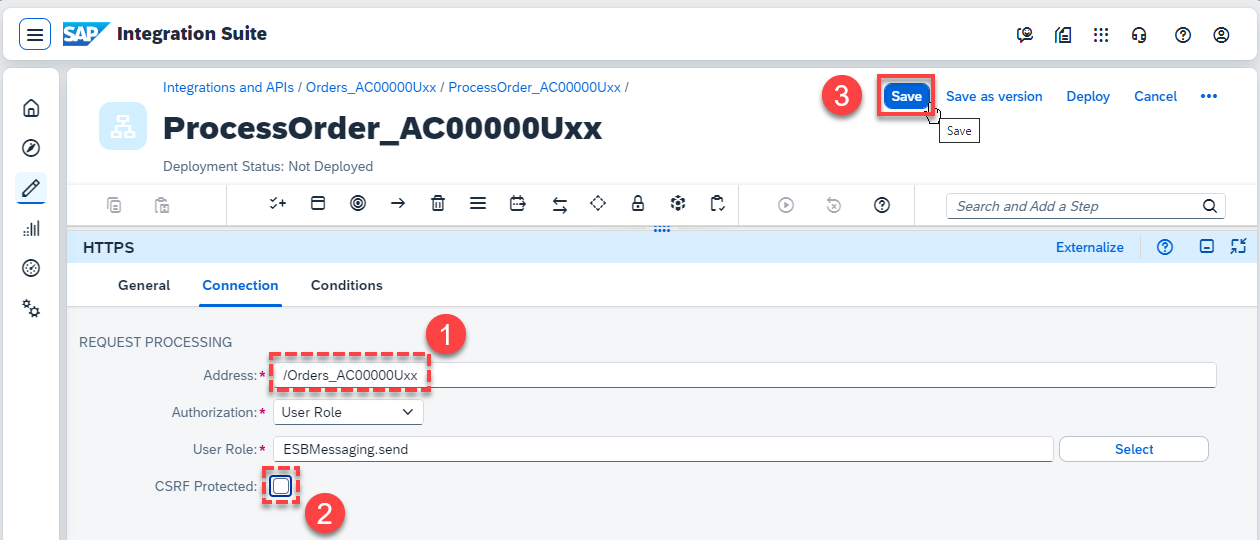 SAP Integration Suite
Integrations and APIs / Orders_AC00000Uxx / ProcessOrder_AC00000Uxx /
3 Save Save as version Deploy Cancel •••
ProcessOrder_AC00000Uxx
Save
Deployment Status: Not Deployed
Search and Add a Step
HTTPS Externalize
General Connection Conditions
1
REQUEST PROCESSING
Address:* /Orders_AC00000Uxx
Authorization:* User Role
User Role:* ESBMessaging.send Select
CSRF Protected:
2